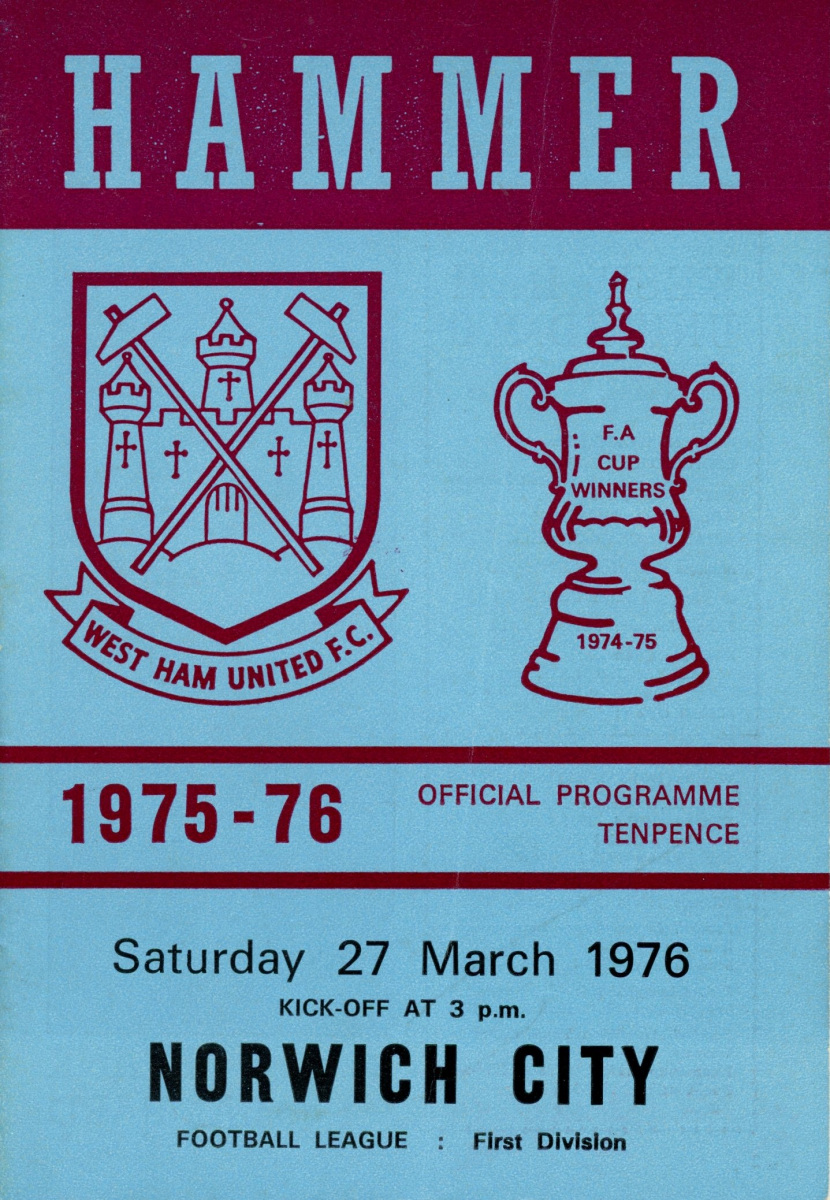 HAMMER
WEST HAM UNITED F.C.
F.A
CUP
WINNERS
1974-75
1975-76
OFFICIAL PROGRAMME
TENPENCE
Saturday 27 March 1976
KICK-OFF AT 3 p.m.
NORWICH CITY
FOOTBALL LEAGUE : First Division